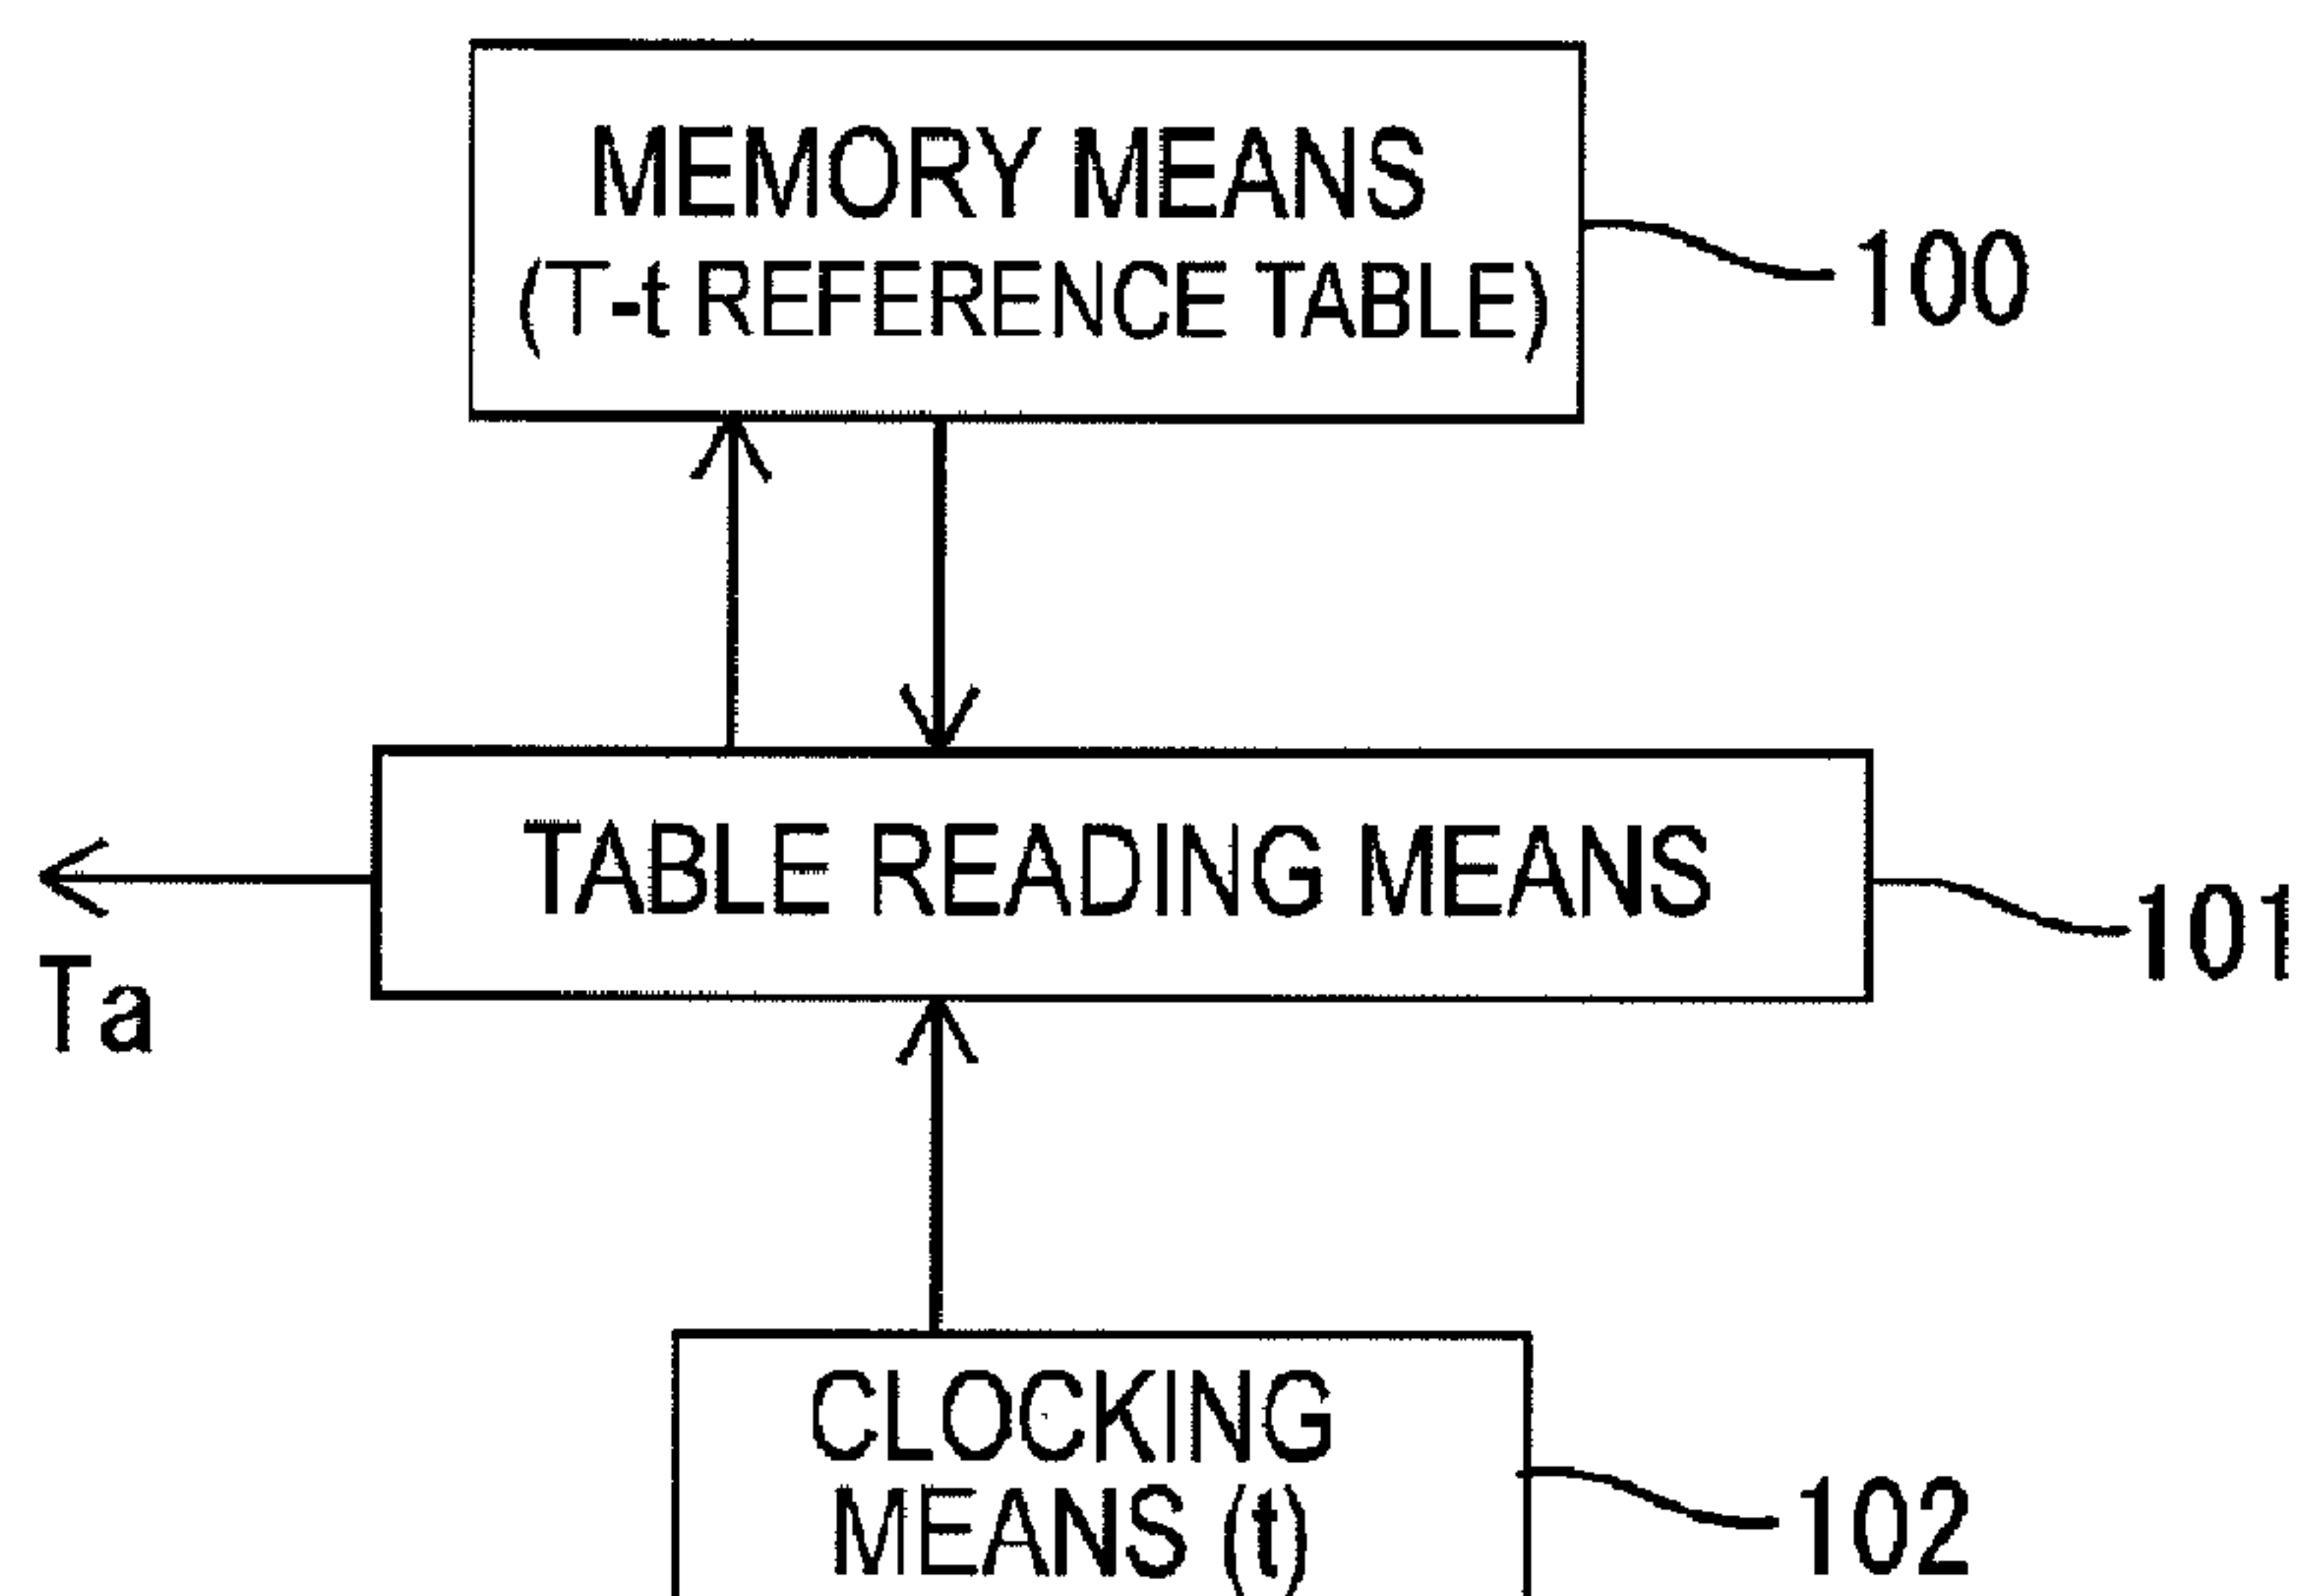 MEMORY MEANS
(T-t REFERENCE TABLE)
100
TABLE READING MEANS
101
Ta
CLOCKING
MEANS (t)
102